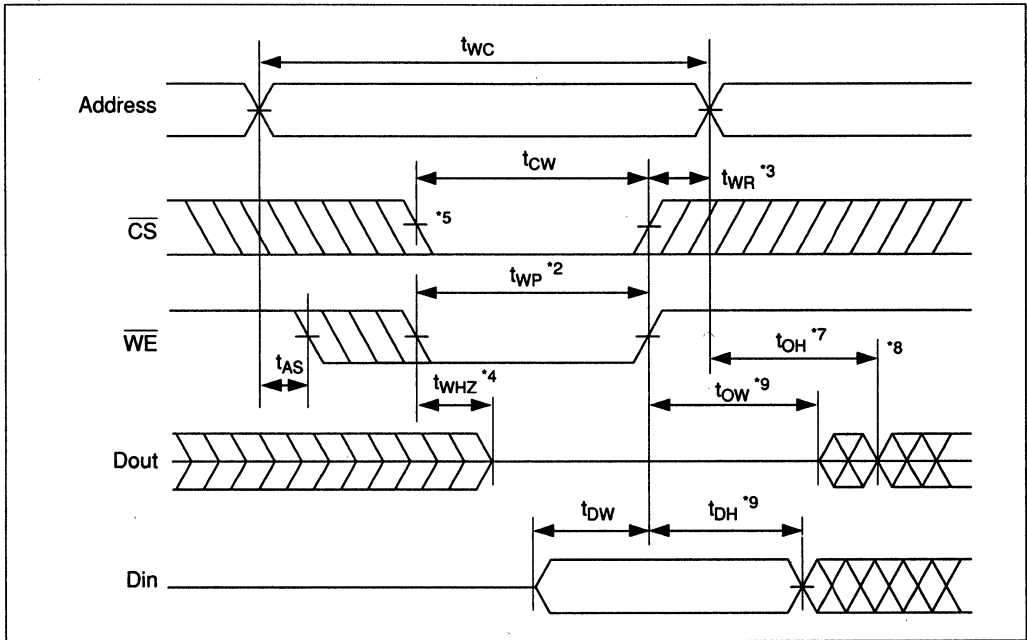 tWC
Address
tCW
tWR *3
CS
*5
tWP *2
WE
tAS
tWHZ *4
tOH *7
*8
tOW *9
Dout
tDW
tDH *9
Din